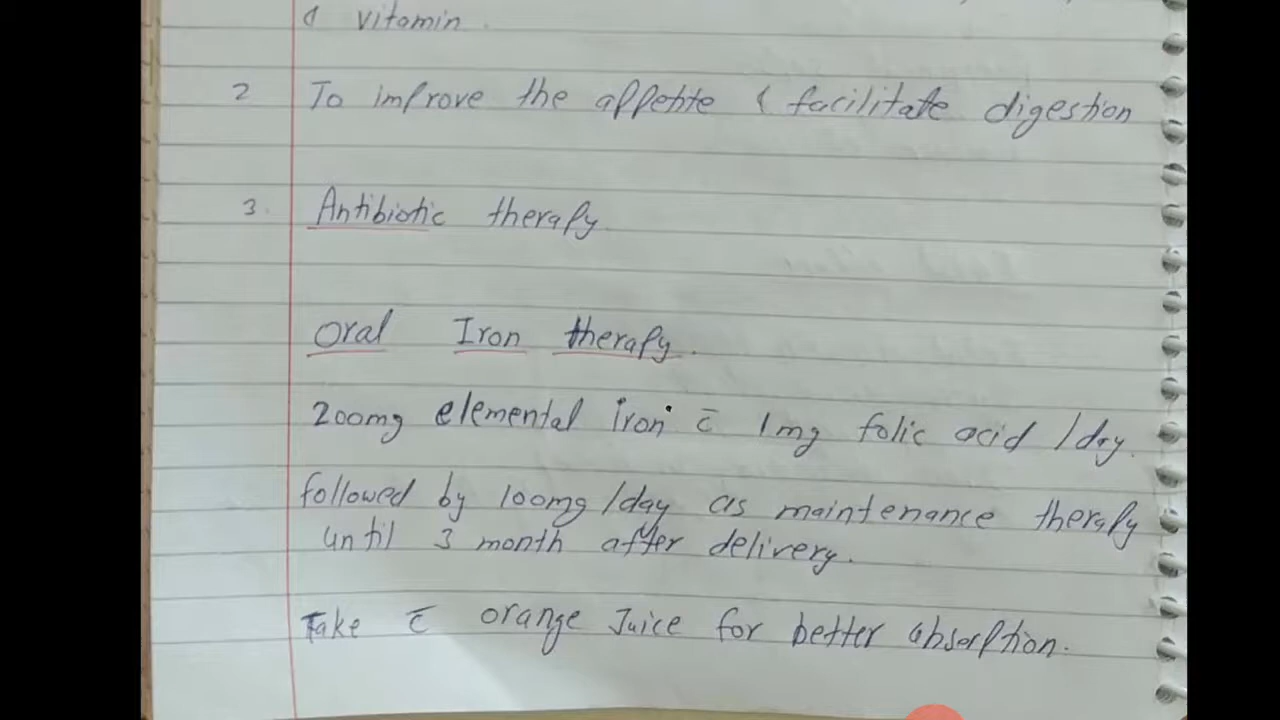 & vitamin.
2 To improve the appetite & facilitate digestion
3. Antibiotic therapy.
Oral Iron therapy.
200mg elemental iron c̄ 1mg folic acid /day.
followed by 100mg /day as maintenance therapy
until 3 month after delivery.
Take c̄ orange Juice for better absorption.